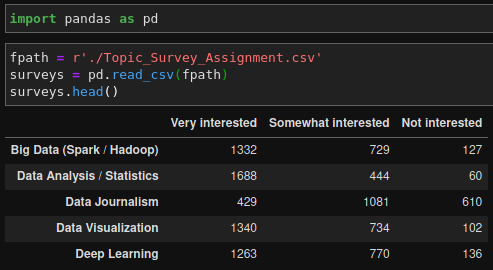 import pandas as pd
fpath = r'./Topic_Survey_Assignment.csv'
surveys = pd.read_csv(fpath)
surveys.head()
Very interested Somewhat interested Not interested
Big Data (Spark / Hadoop) 1332 729 127
Data Analysis / Statistics 1688 444 60
Data Journalism 429 1081 610
Data Visualization 1340 734 102
Deep Learning 1263 770 136